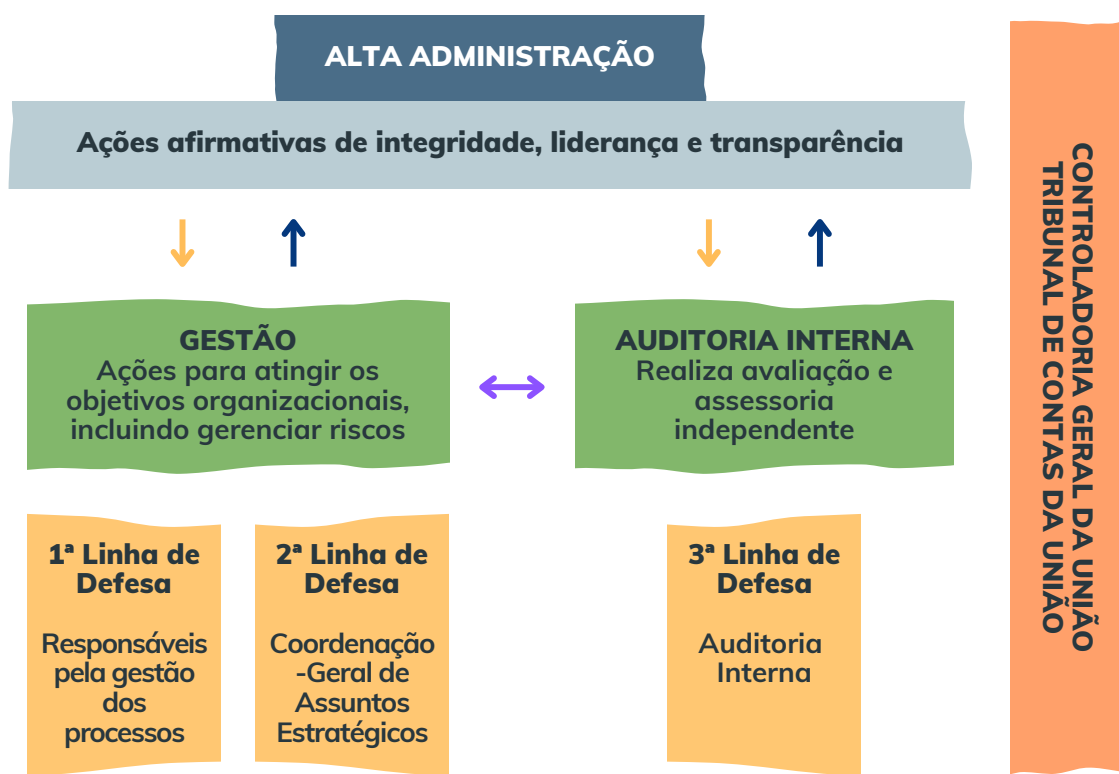 ALTA ADMINISTRAÇÃO
Ações afirmativas de integridade, liderança e transparência
GESTÃO
Ações para atingir os
objetivos organizacionais,
incluindo gerenciar riscos
AUDITORIA INTERNA
Realiza avaliação e
assessoria
independente
1ª Linha de
Defesa
Responsáveis
pela gestão
dos
processos
2ª Linha de
Defesa
Coordenação
-Geral de
Assuntos
Estratégicos
3ª Linha de
Defesa
Auditoria
Interna
CONTROLADORIA GERAL DA UNIÃO
TRIBUNAL DE CONTAS DA UNIÃO